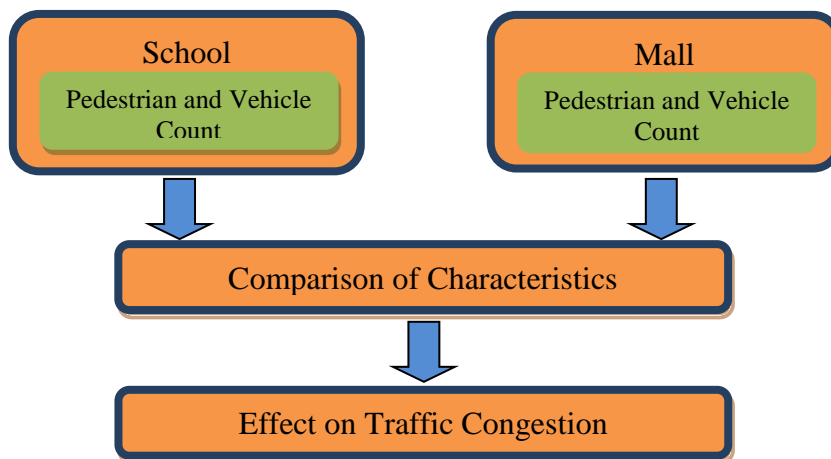 School
Pedestrian and Vehicle
Count
Mall
Pedestrian and Vehicle
Count
Comparison of Characteristics
Effect on Traffic Congestion